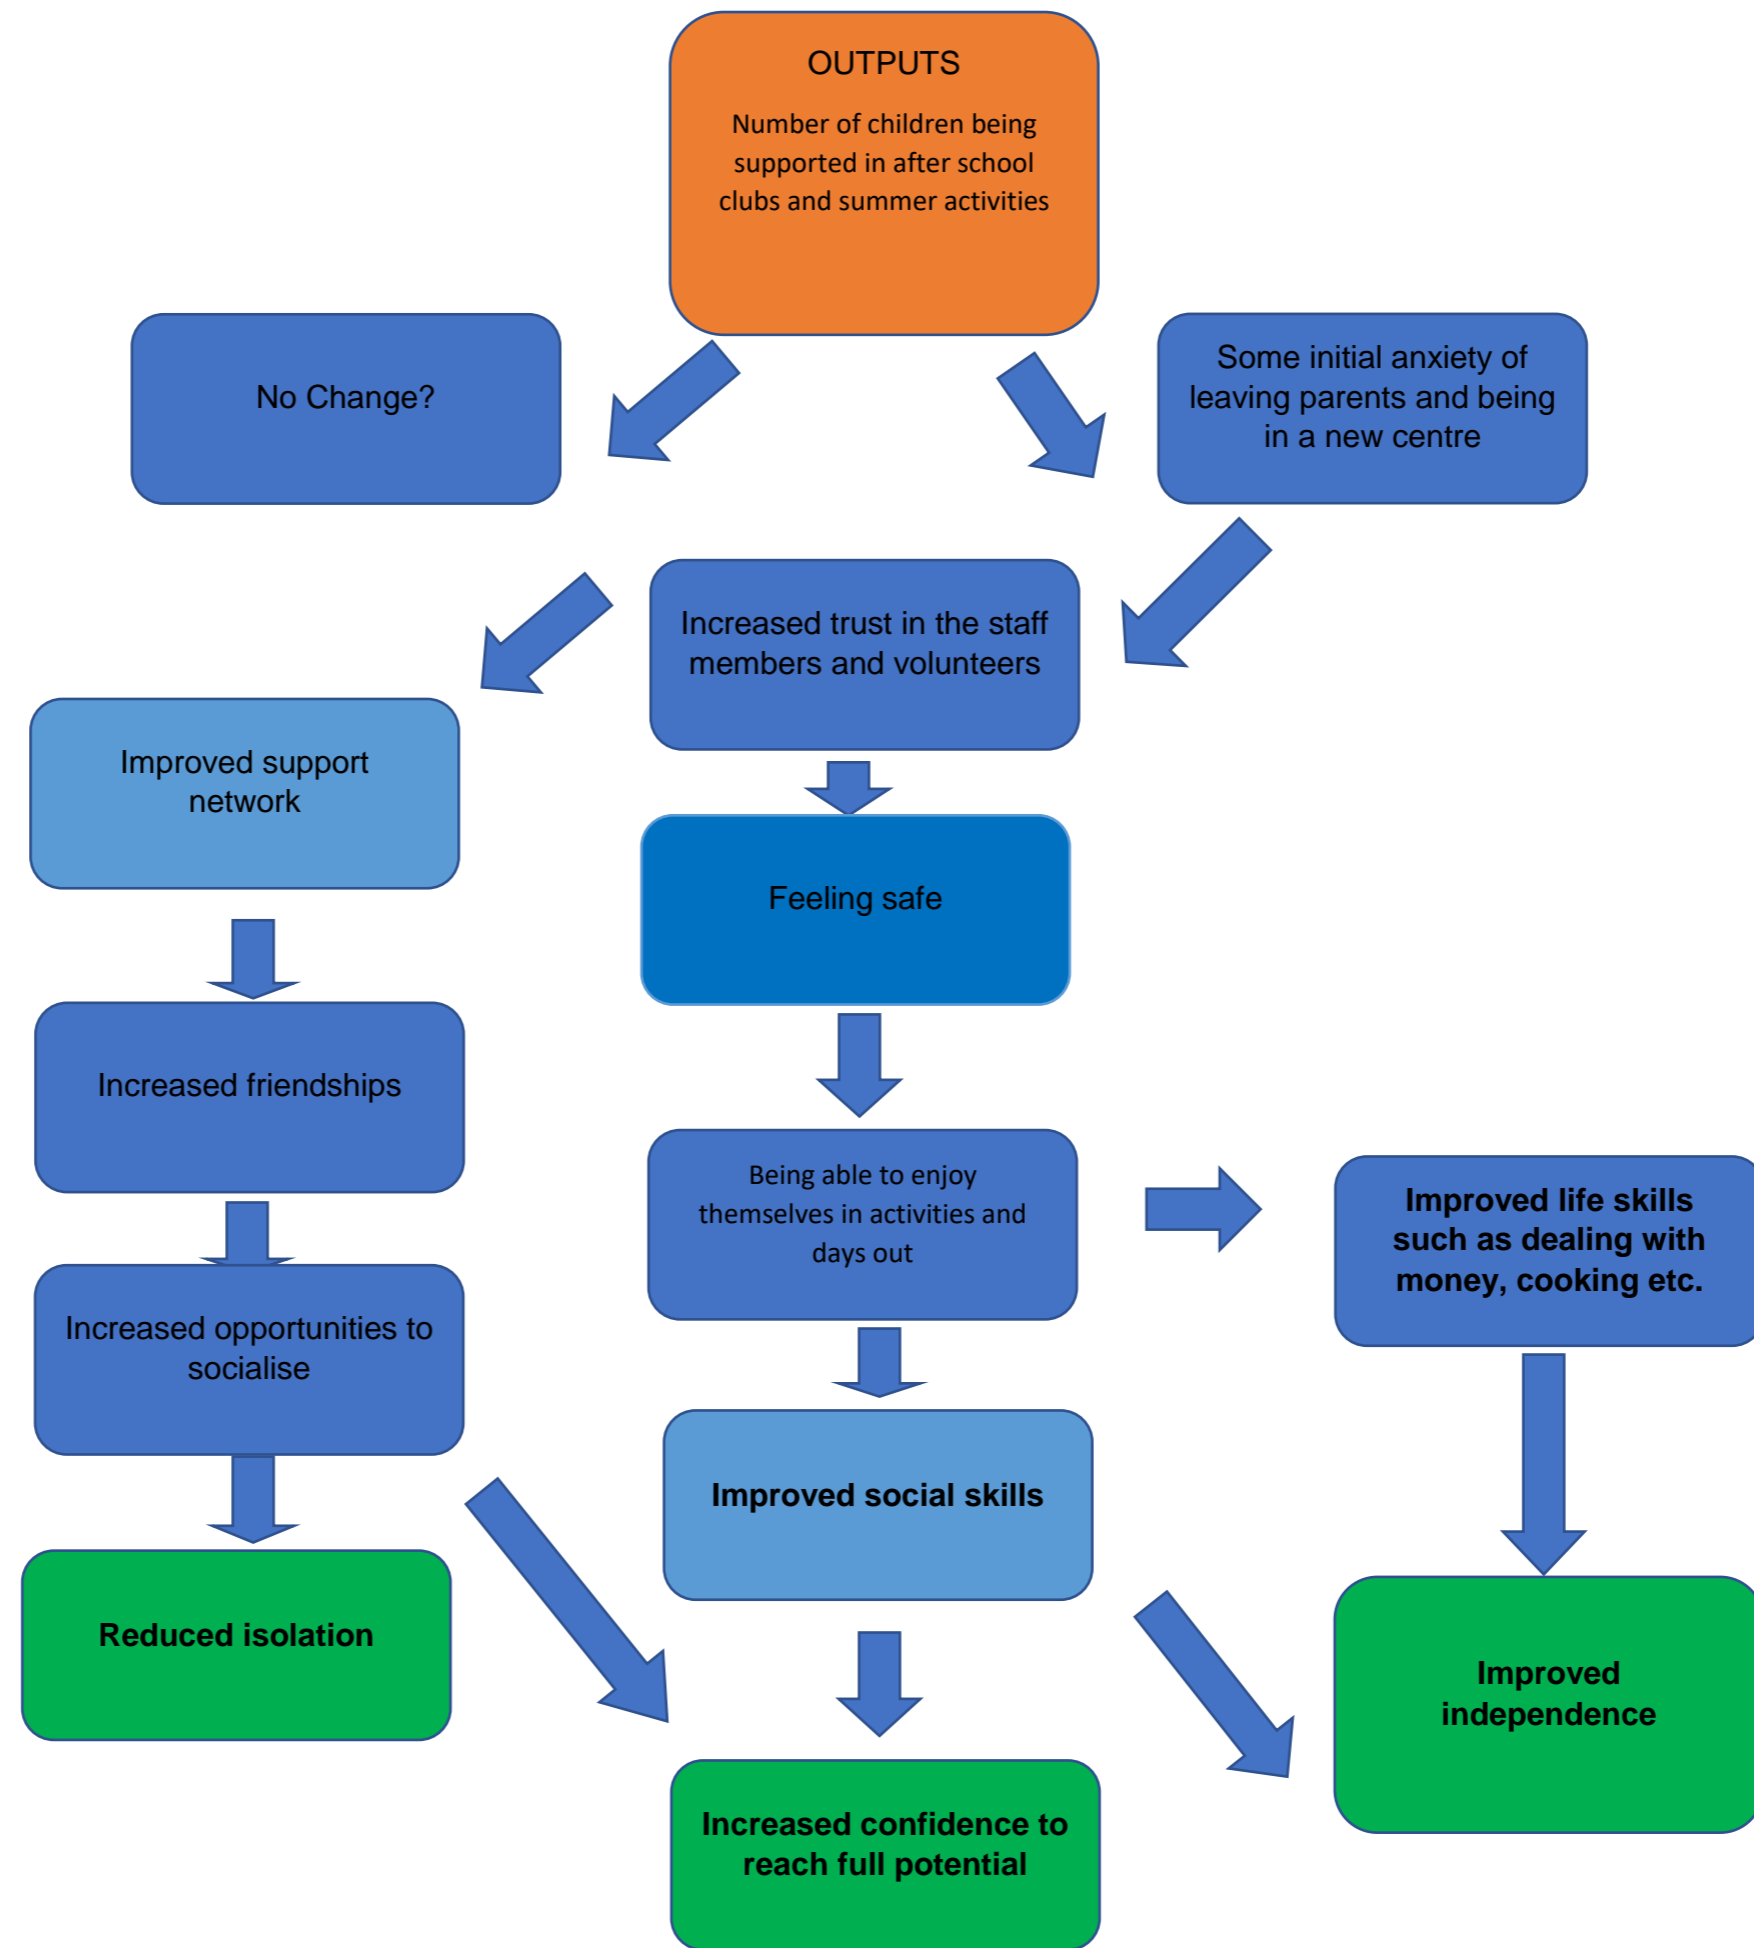 OUTPUTS
Number of children being
supported in after school
clubs and summer activities
No Change?
Some initial anxiety of
leaving parents and being
in a new centre
Increased trust in the staff
members and volunteers
Improved support
network
Feeling safe
Increased friendships
Being able to enjoy
themselves in activities and
days out
Improved life skills
such as dealing with
money, cooking etc.
Increased opportunities to
socialise
Improved social skills
Reduced isolation
Improved
independence
Increased confidence to
reach full potential